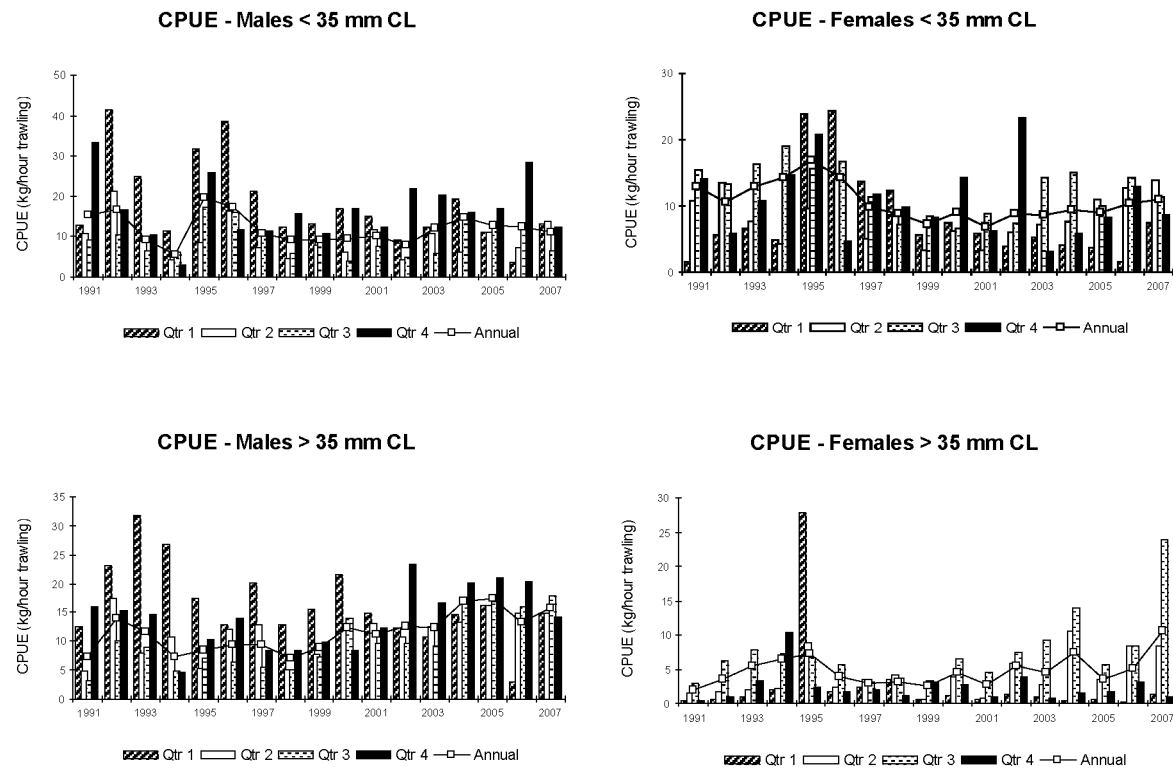 CPUE - Males < 35 mm CL
CPUE (kg/hour trawling)
50
40
30
20
10
0
1991 1993 1995 1997 1999 2001 2003 2005 2007
Qtr 1 Qtr 2 Qtr 3 Qtr 4 Annual
CPUE - Females < 35 mm CL
CPUE (kg/hour trawling)
30
20
10
0
1991 1993 1995 1997 1999 2001 2003 2005 2007
Qtr 1 Qtr 2 Qtr 3 Qtr 4 Annual
CPUE - Males > 35 mm CL
CPUE (kg/hour trawling)
35
30
25
20
15
10
5
0
1991 1993 1995 1997 1999 2001 2003 2005 2007
Qtr 1 Qtr 2 Qtr 3 Qtr 4 Annual
CPUE - Females > 35 mm CL
CPUE (kg/hour trawling)
30
25
20
15
10
5
0
1991 1993 1995 1997 1999 2001 2003 2005 2007
Qtr 1 Qtr 2 Qtr 3 Qtr 4 Annual